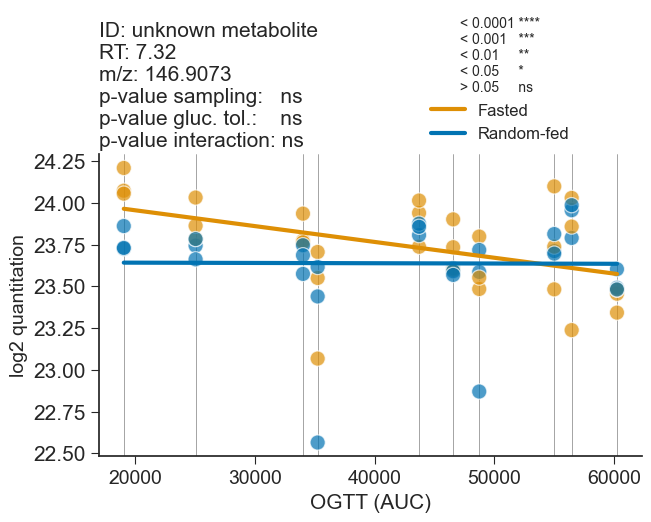 ID: unknown metabolite
RT: 7.32
m/z: 146.9073
p-value sampling: ns
p-value gluc. tol.: ns
p-value interaction: ns
< 0.0001 ****
< 0.001 ***
< 0.01 **
< 0.05 *
> 0.05 ns
Fasted
Random-fed
24.25
24.00
23.75
23.50
23.25
23.00
22.75
22.50
log2 quantitation
20000 30000 40000 50000 60000
OGTT (AUC)